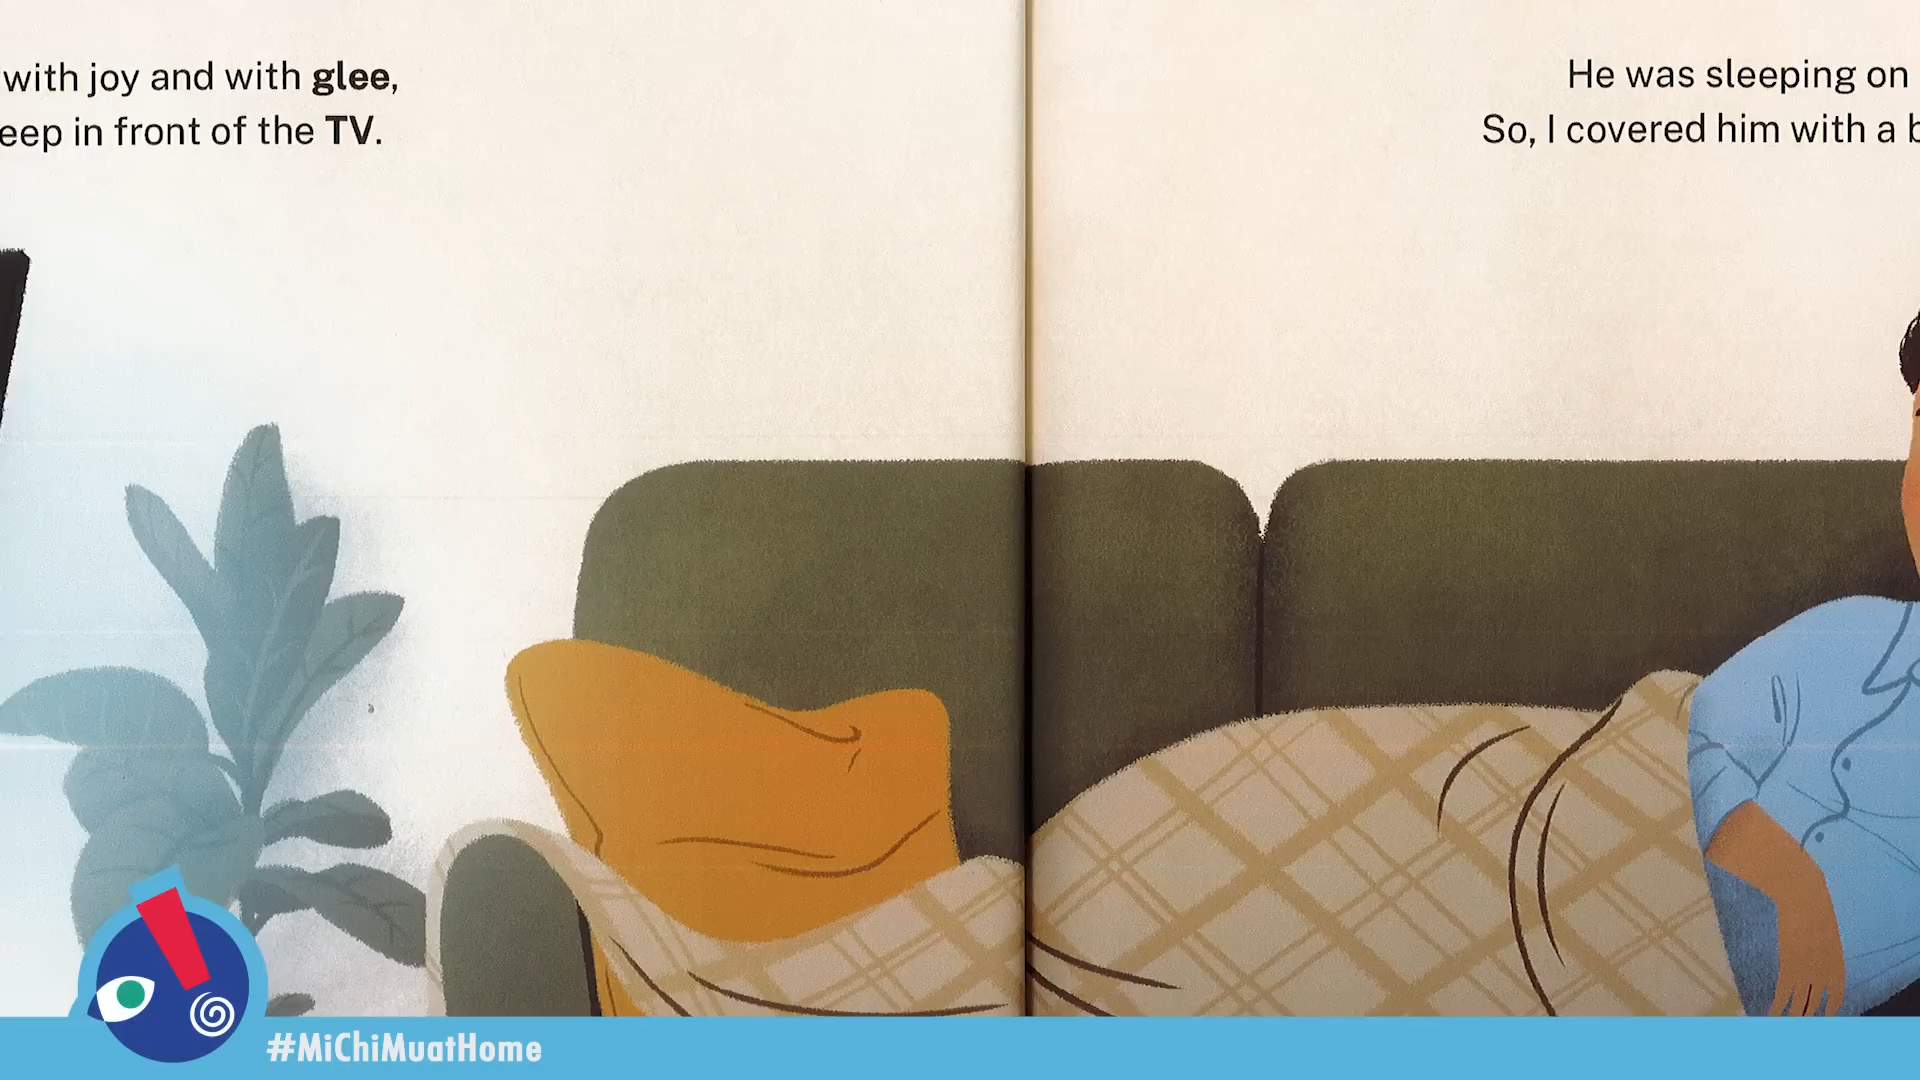 with joy and with glee,
eep in front of the TV.
He was sleeping on
So, I covered him with a b
#MiChiMuatHome